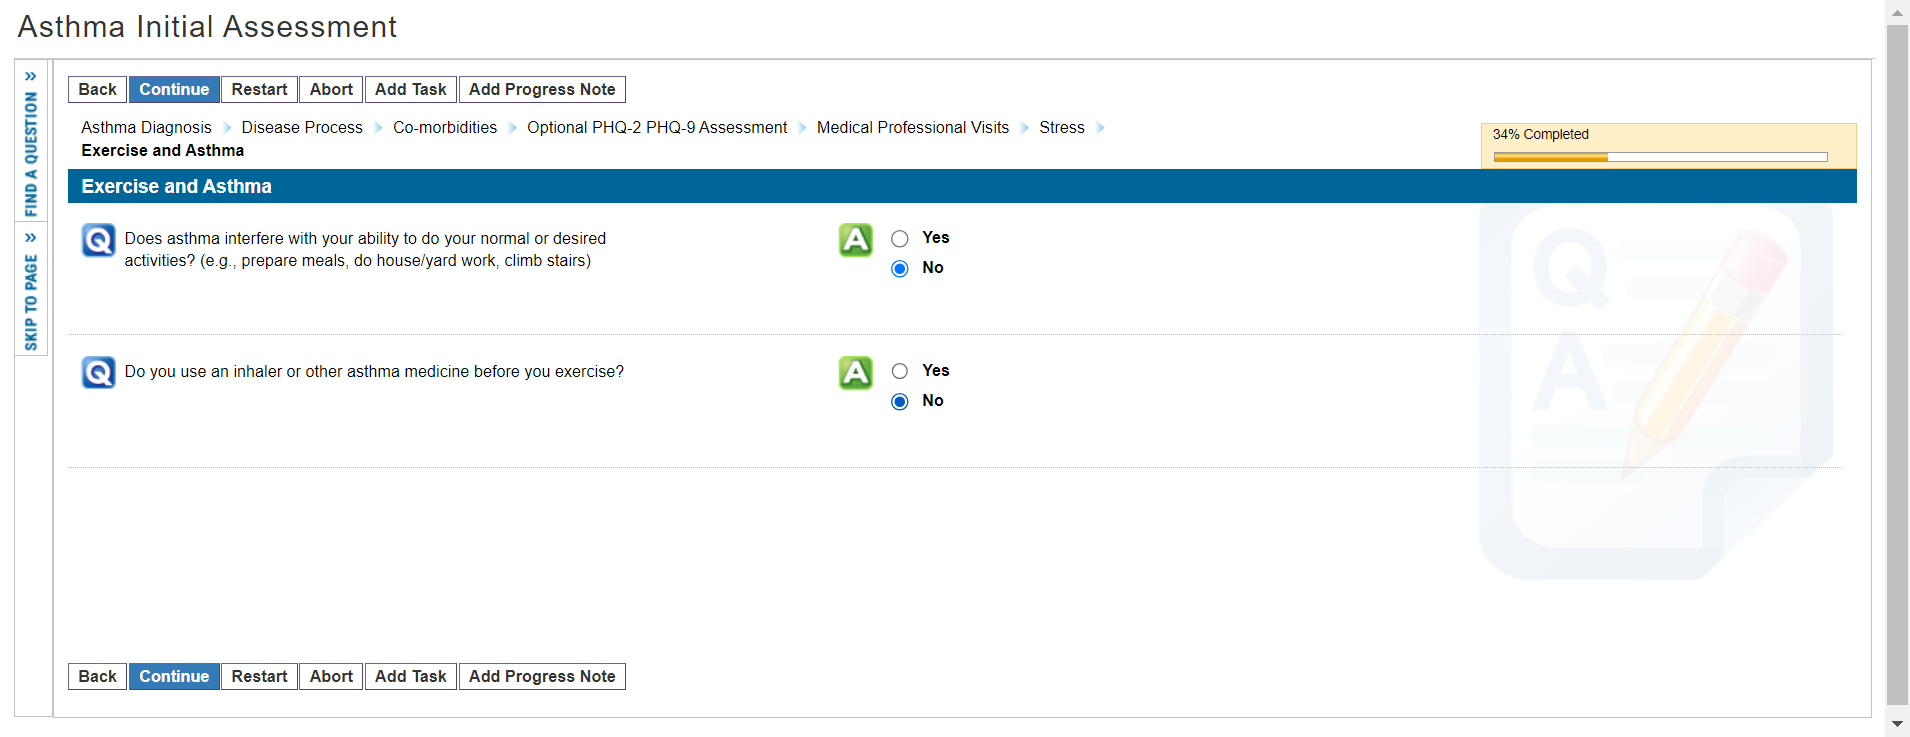 Asthma Initial Assessment
» FIND A QUESTION
» SKIP TO PAGE
Back Continue Restart Abort Add Task Add Progress Note
Asthma Diagnosis Disease Process Co-morbidities Optional PHQ-2 PHQ-9 Assessment Medical Professional Visits Stress
Exercise and Asthma
34% Completed
Exercise and Asthma
Q Does asthma interfere with your ability to do your normal or desired
activities? (e.g., prepare meals, do house/yard work, climb stairs)
A Yes
No
Q Do you use an inhaler or other asthma medicine before you exercise?
A Yes
No
Q
A
Back Continue Restart Abort Add Task Add Progress Note